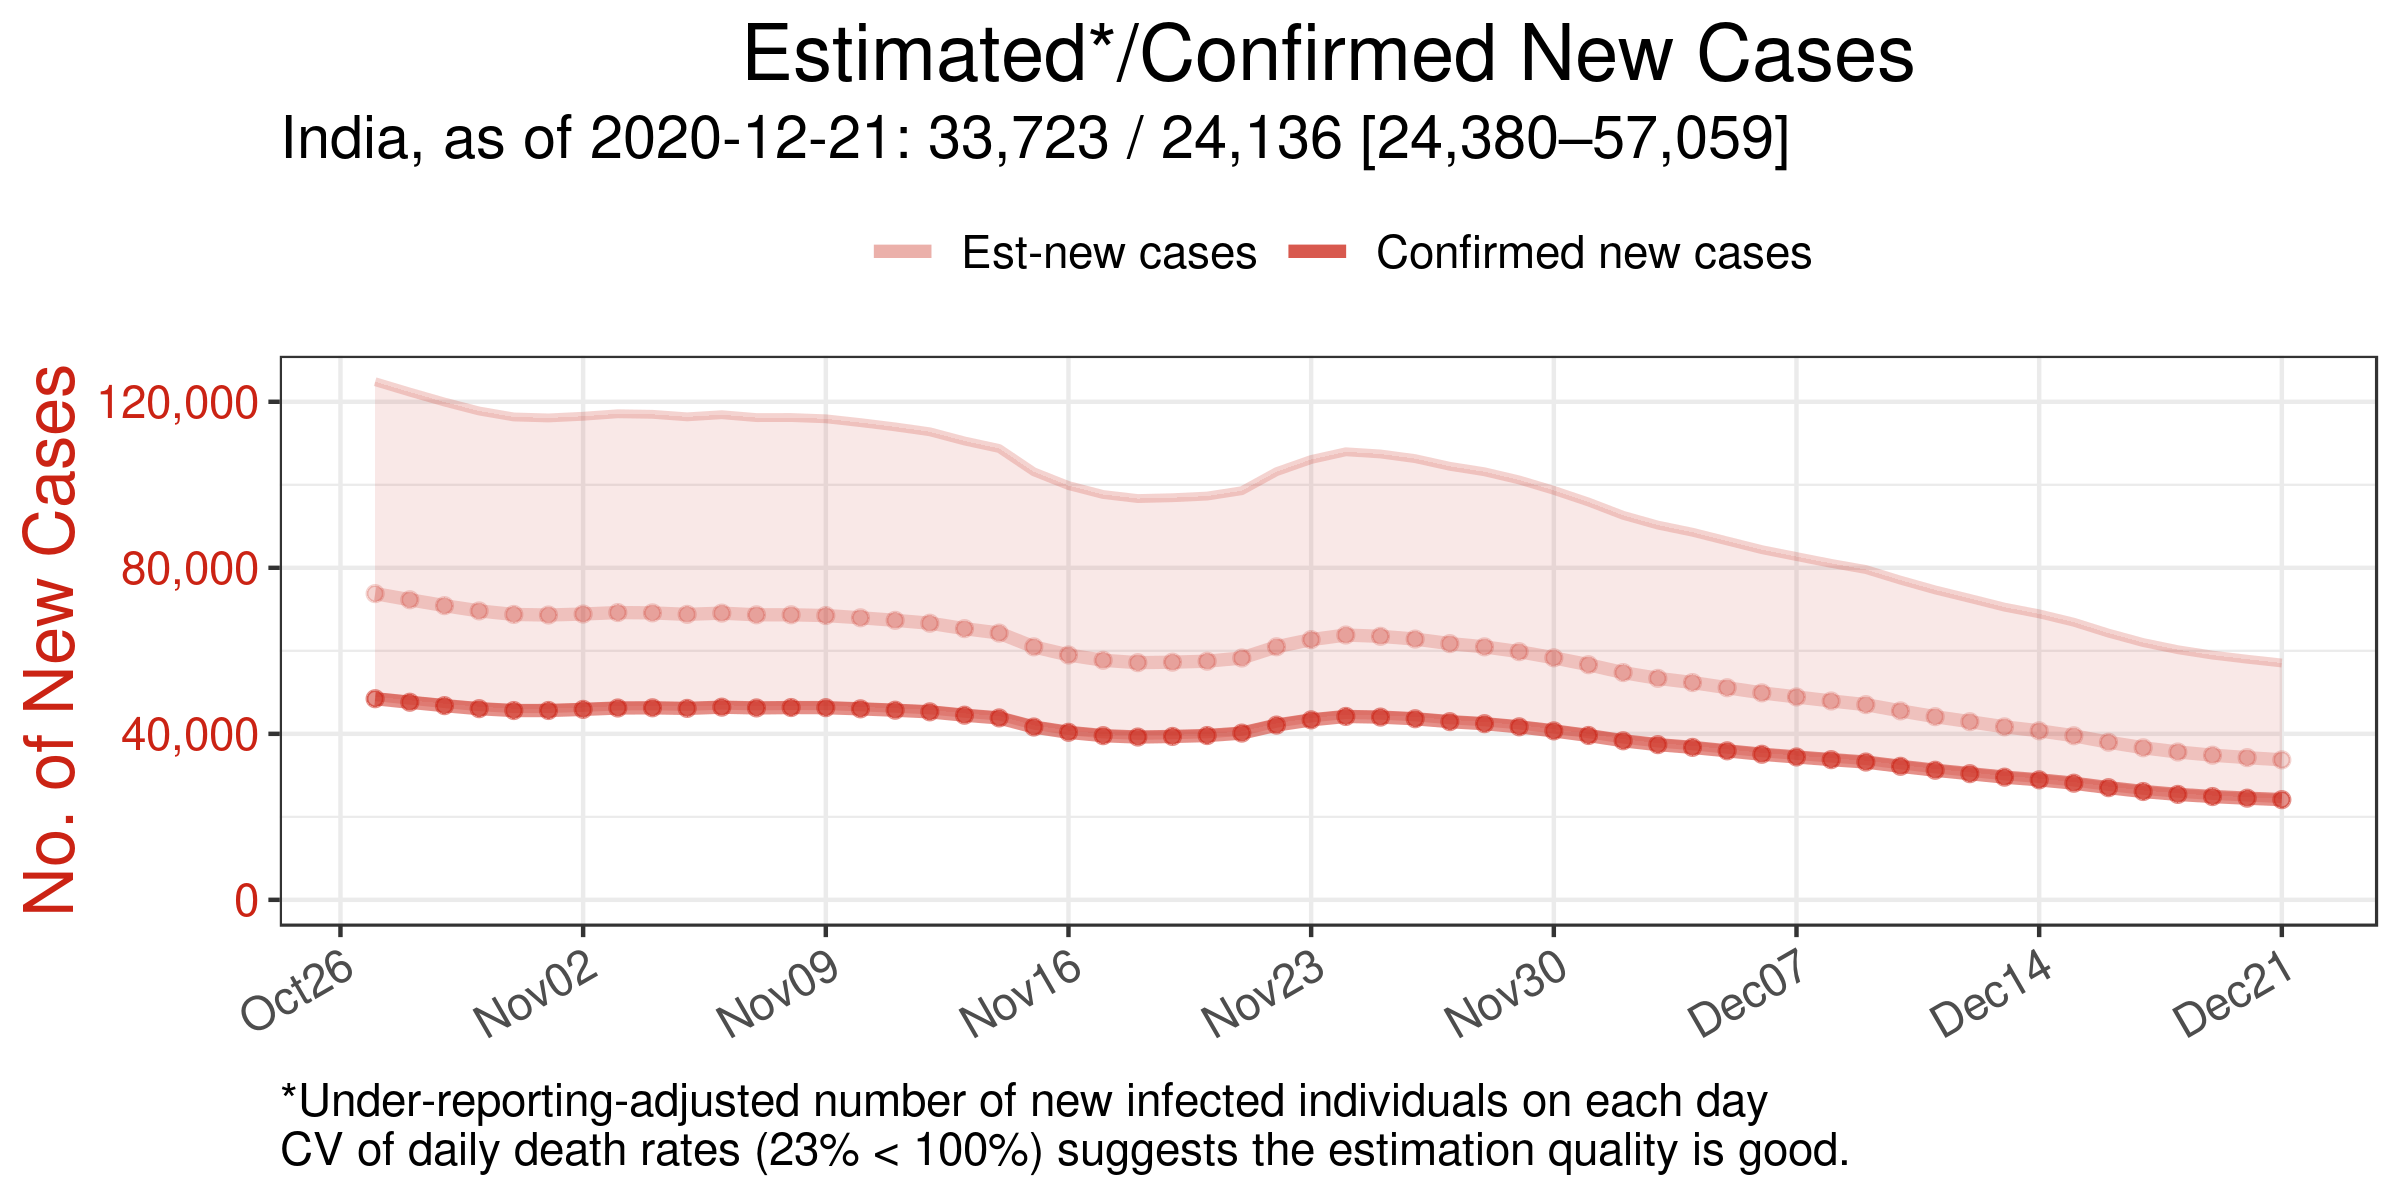 Estimated*/Confirmed New Cases
India, as of 2020-12-21: 33,723 / 24,136 [24,380–57,059]
Est-new cases Confirmed new cases
No. of New Cases
120,000
80,000
40,000
0
Oct26 Nov02 Nov09 Nov16 Nov23 Nov30 Dec07 Dec14 Dec21
*Under-reporting-adjusted number of new infected individuals on each day
CV of daily death rates (23% < 100%) suggests the estimation quality is good.